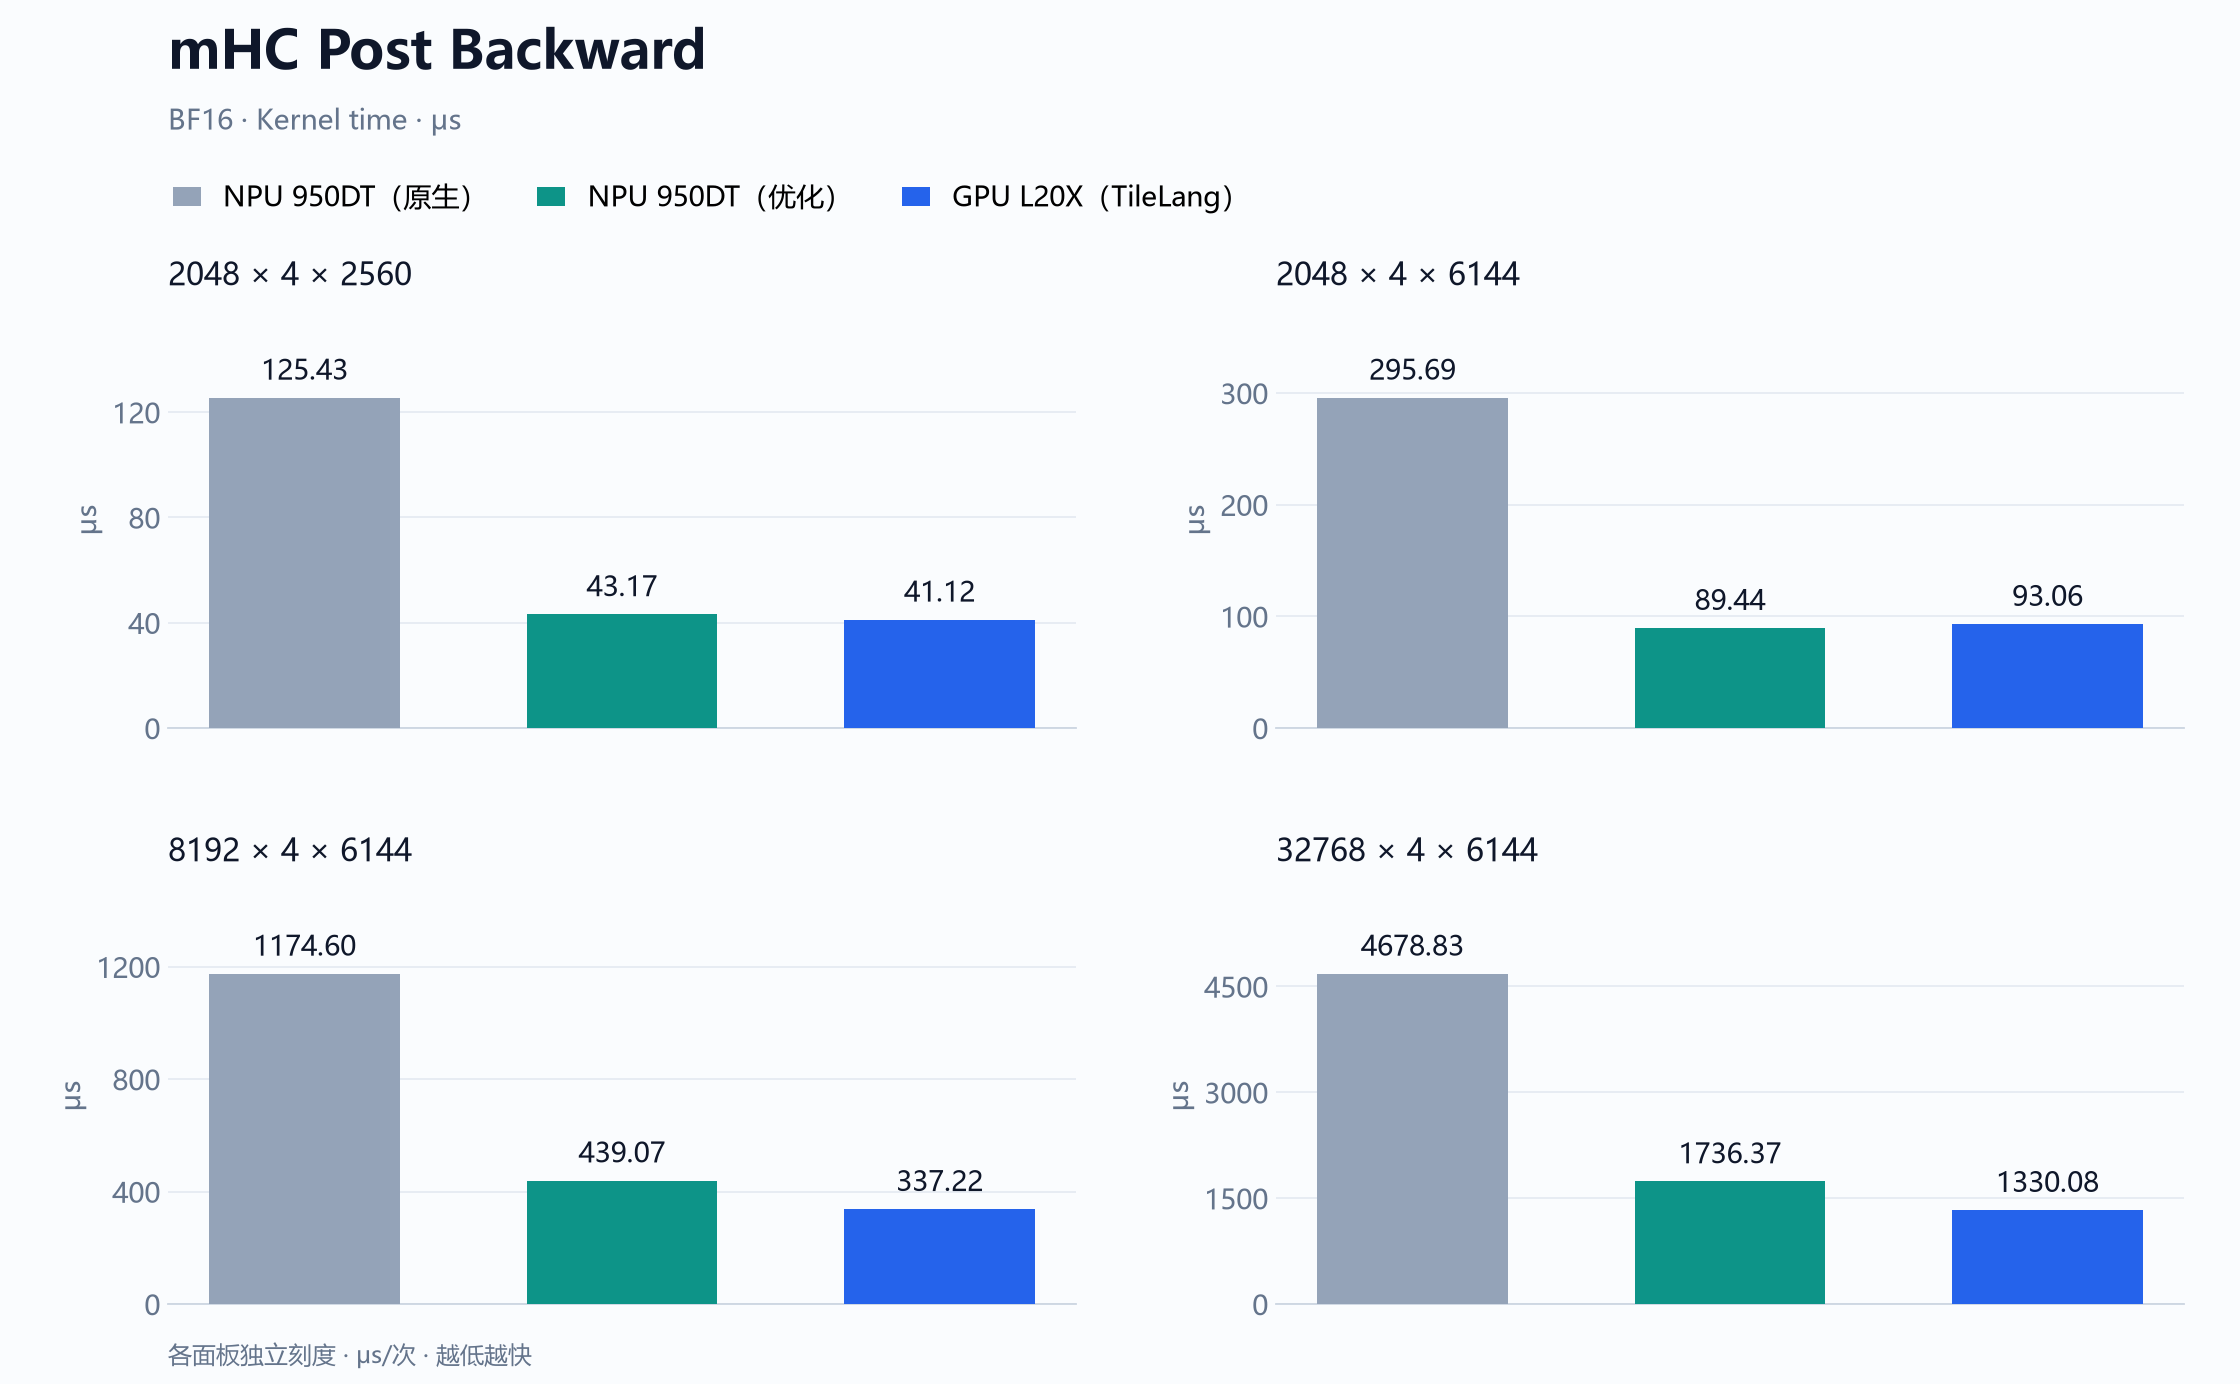 mHC Post Backward
BF16 · Kernel time · μs
NPU 950DT（原生） NPU 950DT（优化） GPU L20X（TileLang）
2048 × 4 × 2560
125.43
120
80
40
0
μs
43.17
41.12
2048 × 4 × 6144
295.69
300
200
100
0
μs
89.44
93.06
8192 × 4 × 6144
1174.60
1200
800
400
0
μs
439.07
337.22
32768 × 4 × 6144
4678.83
4500
3000
1500
0
μs
1736.37
1330.08
各面板独立刻度 · μs/次 · 越低越快